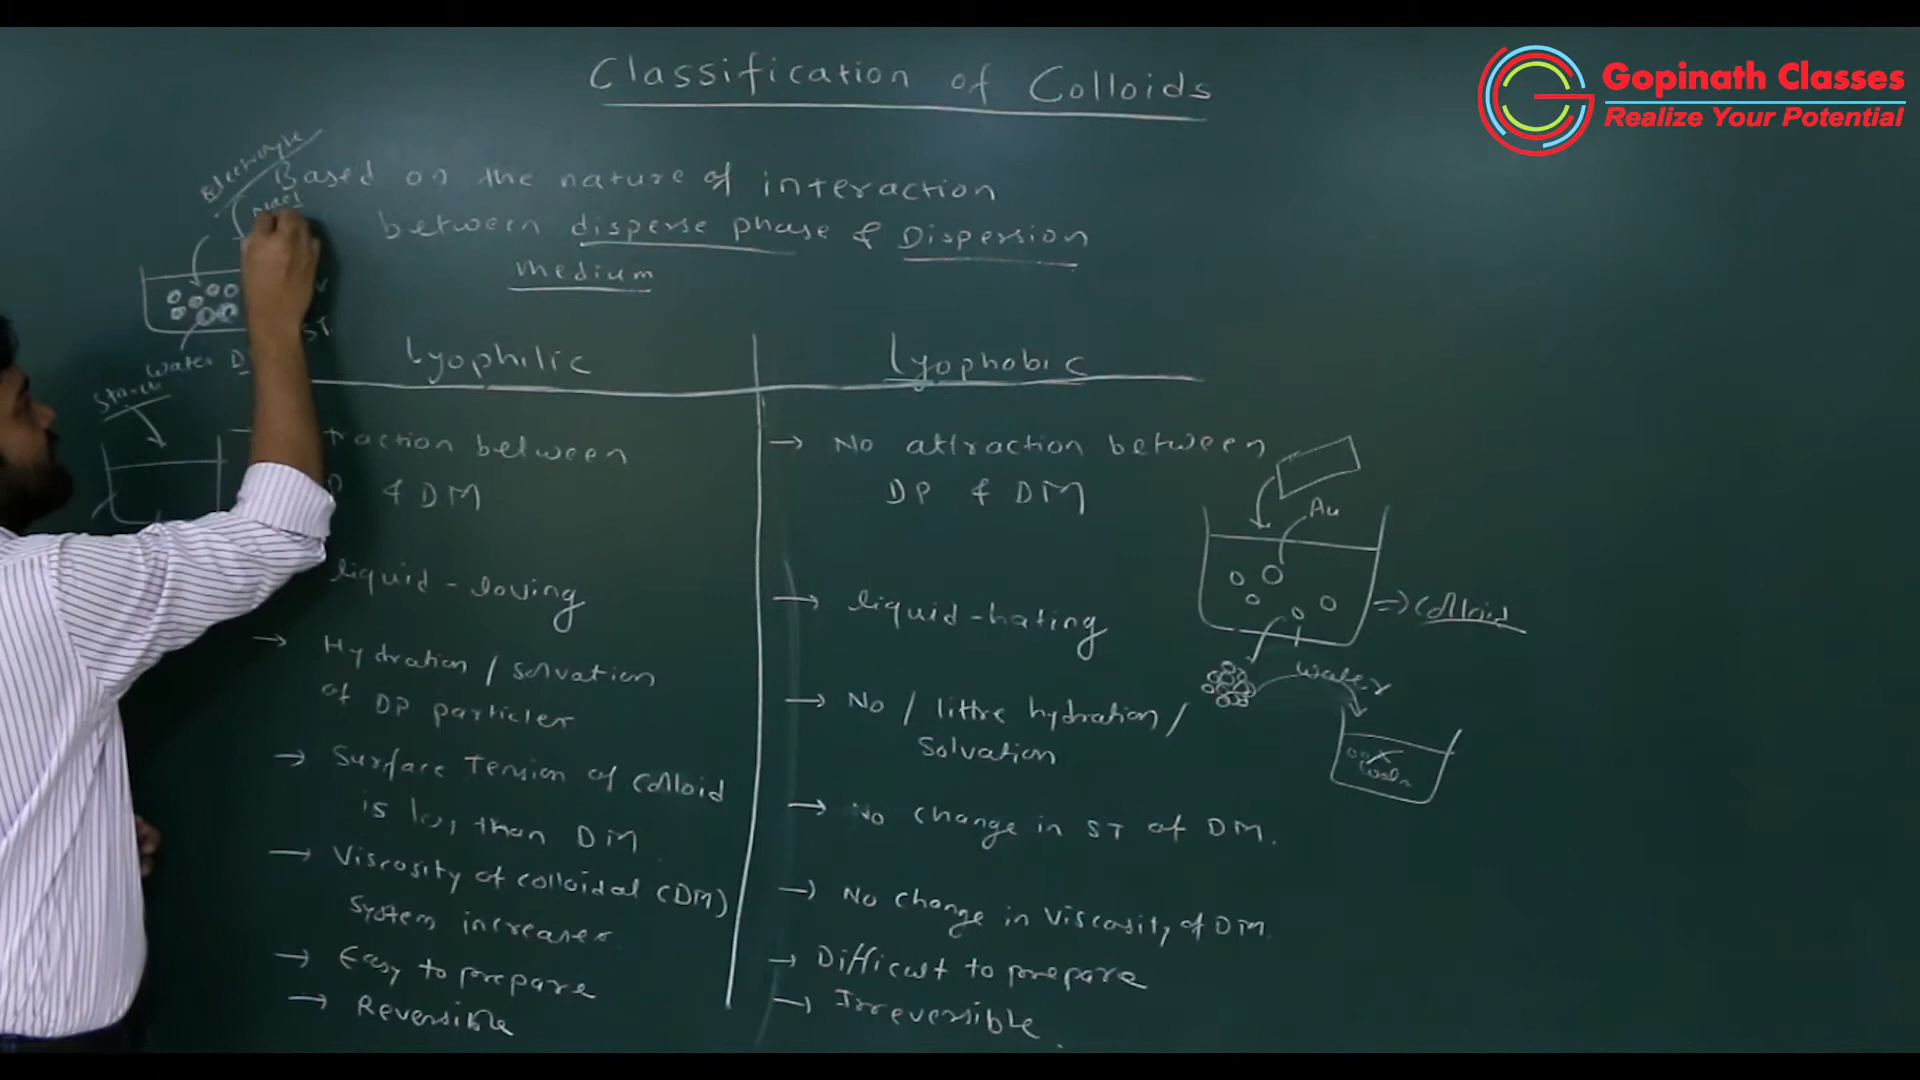 Classification of Colloids
Gopinath Classes
Realize Your Potential
Electrolyte
Based on the nature of interaction
NaCl
between disperse phase & Dispersion
medium
ST
Water D
Starch
Lyophilic
Lyophobic
traction between
& DM
liquid - loving
→ Hydration / solvation
of DP particles
→ Surface Tension of Colloid
is less than DM
→ Viscosity of colloidal (DM)
system increases.
→ Easy to prepare
→ Reversible
→ No attraction between
DP & DM
→ liquid-hating
→ No / little hydration /
Solvation
→ No change in ST of DM.
→ No change in Viscosity of DM.
→ Difficult to prepare
→ Irreversible.
Au
=> Colloid
Water